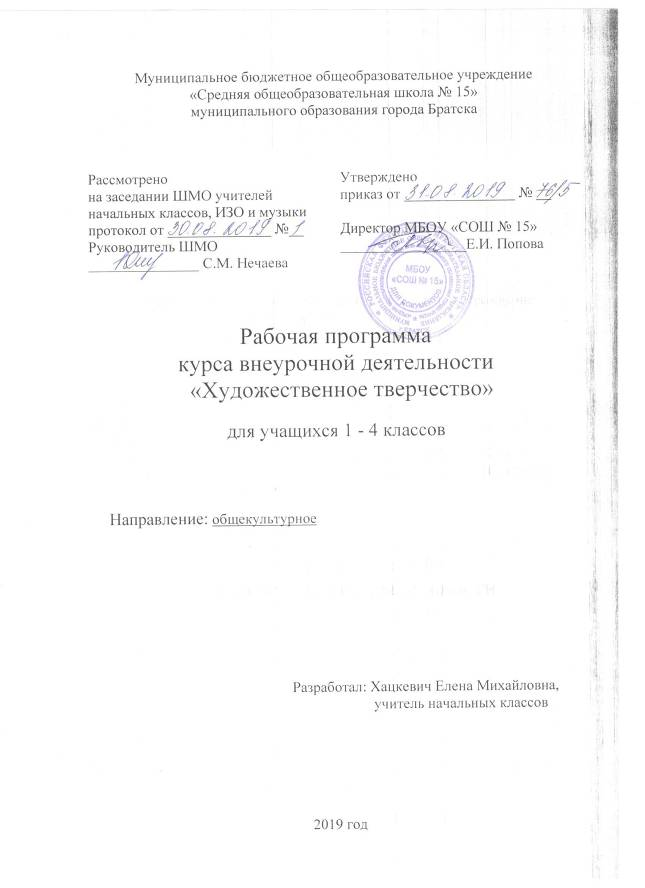 Муниципальное бюджетное общеобразовательное учреждение
«Средняя общеобразовательная школа № 15»
муниципального образования города Братска
Рассмотрено
на заседании ШМО учителей
начальных классов, ИЗО и музыки
протокол от 30.08.2019 № 1
Руководитель ШМО
С.М. Нечаева
Утверждено
приказ от 31.08.2019 № 76/5
Директор МБОУ «СОШ № 15»
Е.И. Попова
МБОУ
«СОШ № 15»
ДЛЯ ДОКУМЕНТОВ
Рабочая программа
курса внеурочной деятельности
«Художественное тверчество»
для учащихся 1 - 4 классов
Направление: общекультурное
Разработал: Хацкевич Елена Михайловна,
учитель начальных классов
2019 год